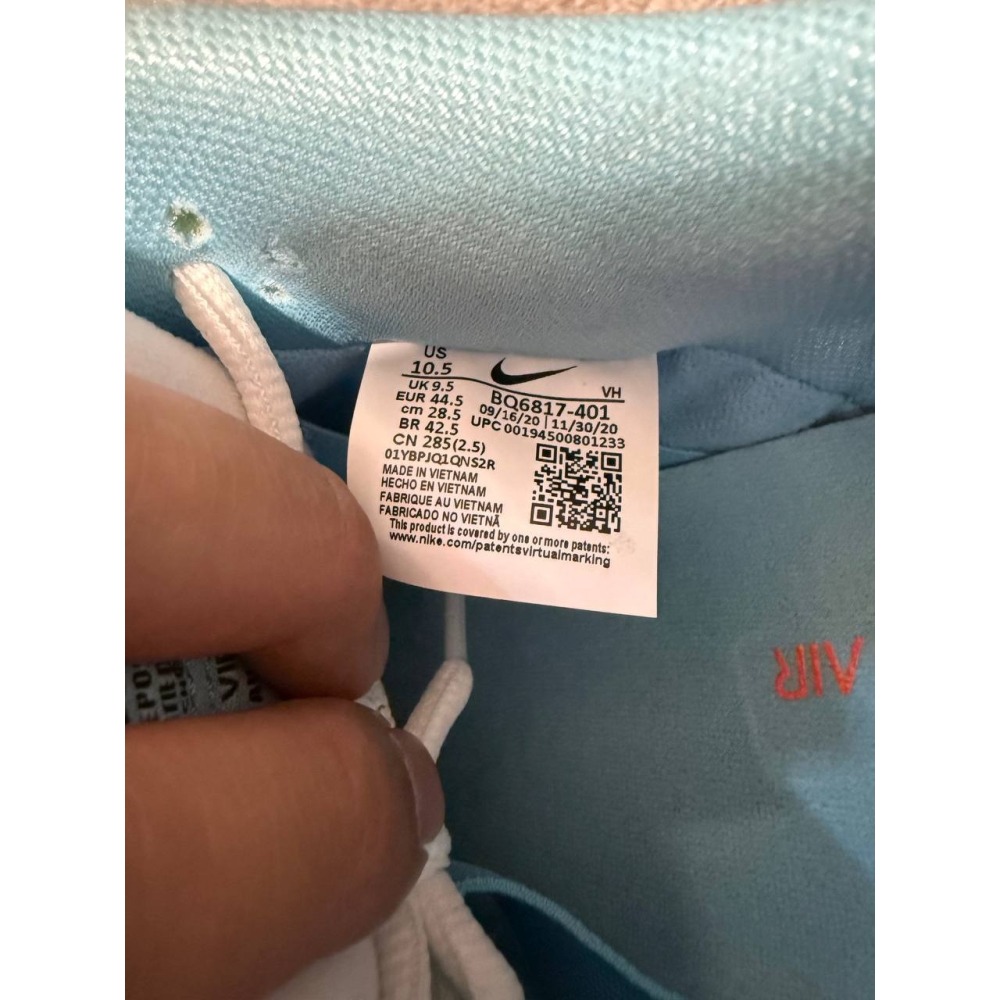 US
10.5
VH
UK 9.5
BQ6817-401
EUR 44.5
09/16/20 | 11/30/20
cm 28.5
UPC 00194500801233
BR 42.5
CN 285(2.5)
01YBPJQ1QNS2R
MADE IN VIETNAM
HECHO EN VIETNAM
FABRIQUE AU VIETNAM
FABRICADO NO VIETNÃ
This product is covered by one or more patents:
www.nike.com/patentsvirtualmarking
AIR